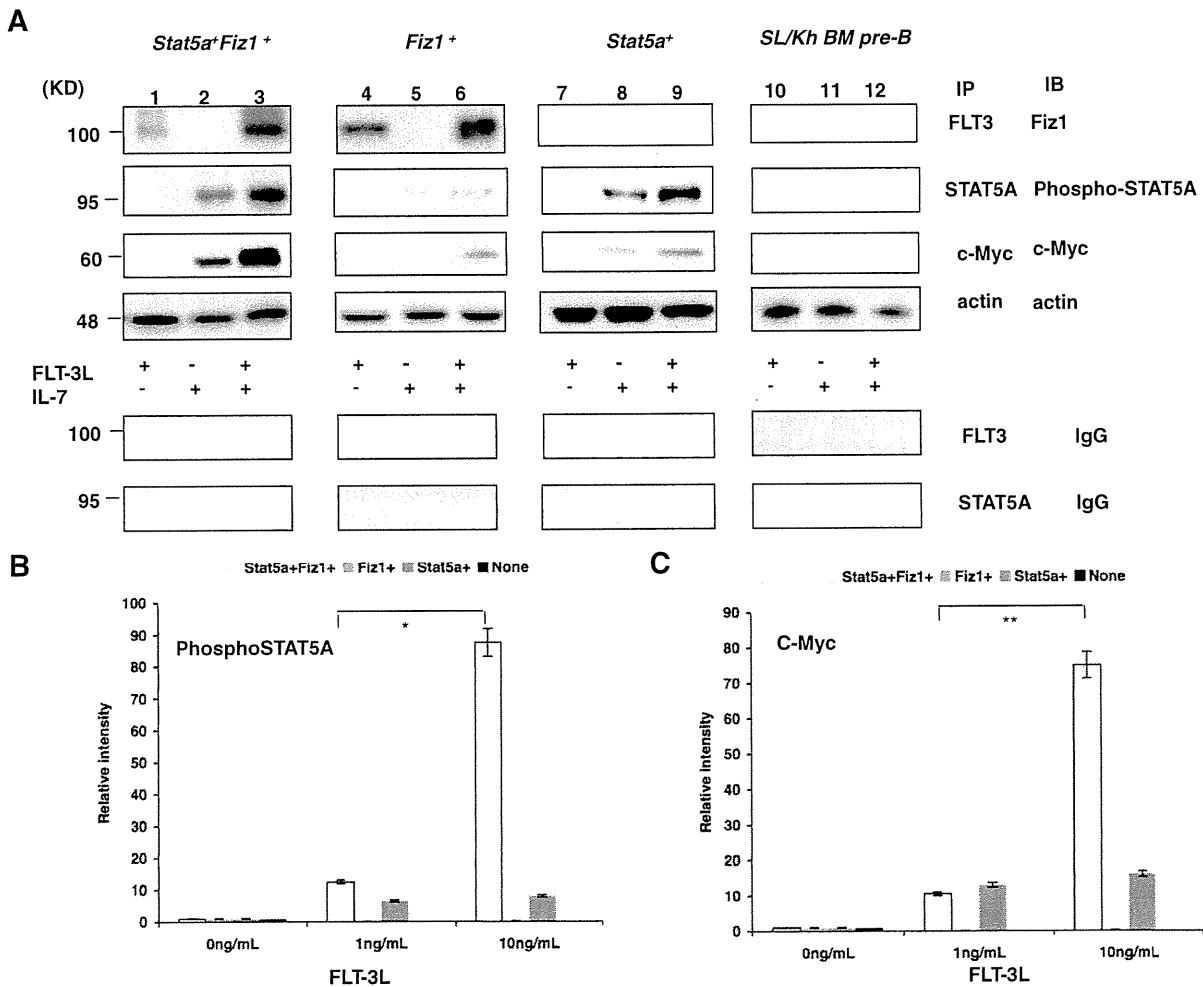 A
Stat5a+Fiz1 + Fiz1 + Stat5a+ SL/Kh BM pre-B
(KD) 1 2 3 4 5 6 7 8 9 10 11 12 IP IB
100 FLT3 Fiz1
95 STAT5A Phospho-STAT5A
60 c-Myc c-Myc
48 actin actin
FLT-3L + - + + - + + - + + - +
IL-7 - + + - + + - + + - + +
100 FLT3 IgG
95 STAT5A IgG
B
Stat5a+Fiz1+ Fiz1+ Stat5a+ None
PhosphoSTAT5A
*
Relative intensity
100
90
80
70
60
50
40
30
20
10
0
0ng/mL 1ng/mL 10ng/mL
FLT-3L
C
Stat5a+Fiz1+ Fiz1+ Stat5a+ None
C-Myc
**
Relative intensity
90
80
70
60
50
40
30
20
10
0
0ng/mL 1ng/mL 10ng/mL
FLT-3L